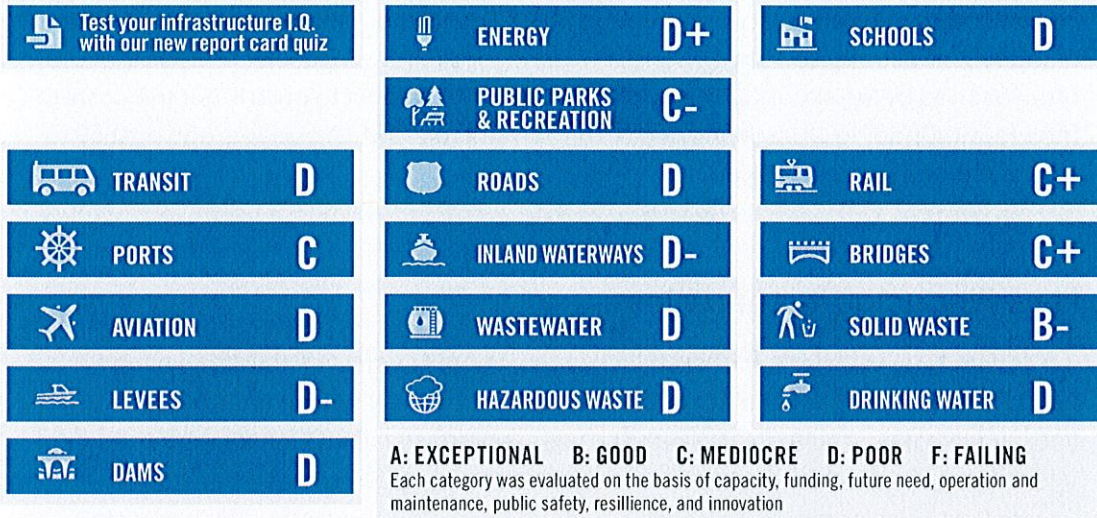 Test your infrastructure I.Q.
with our new report card quiz
ENERGY D+
SCHOOLS D
PUBLIC PARKS
& RECREATION C-
TRANSIT D
ROADS D
RAIL C+
PORTS C
INLAND WATERWAYS D-
BRIDGES C+
AVIATION D
WASTEWATER D
SOLID WASTE B-
LEVEES D-
HAZARDOUS WASTE D
DRINKING WATER D
DAMS D
A: EXCEPTIONAL B: GOOD C: MEDIOCRE D: POOR F: FAILING
Each category was evaluated on the basis of capacity, funding, future need, operation and
maintenance, public safety, resillience, and innovation